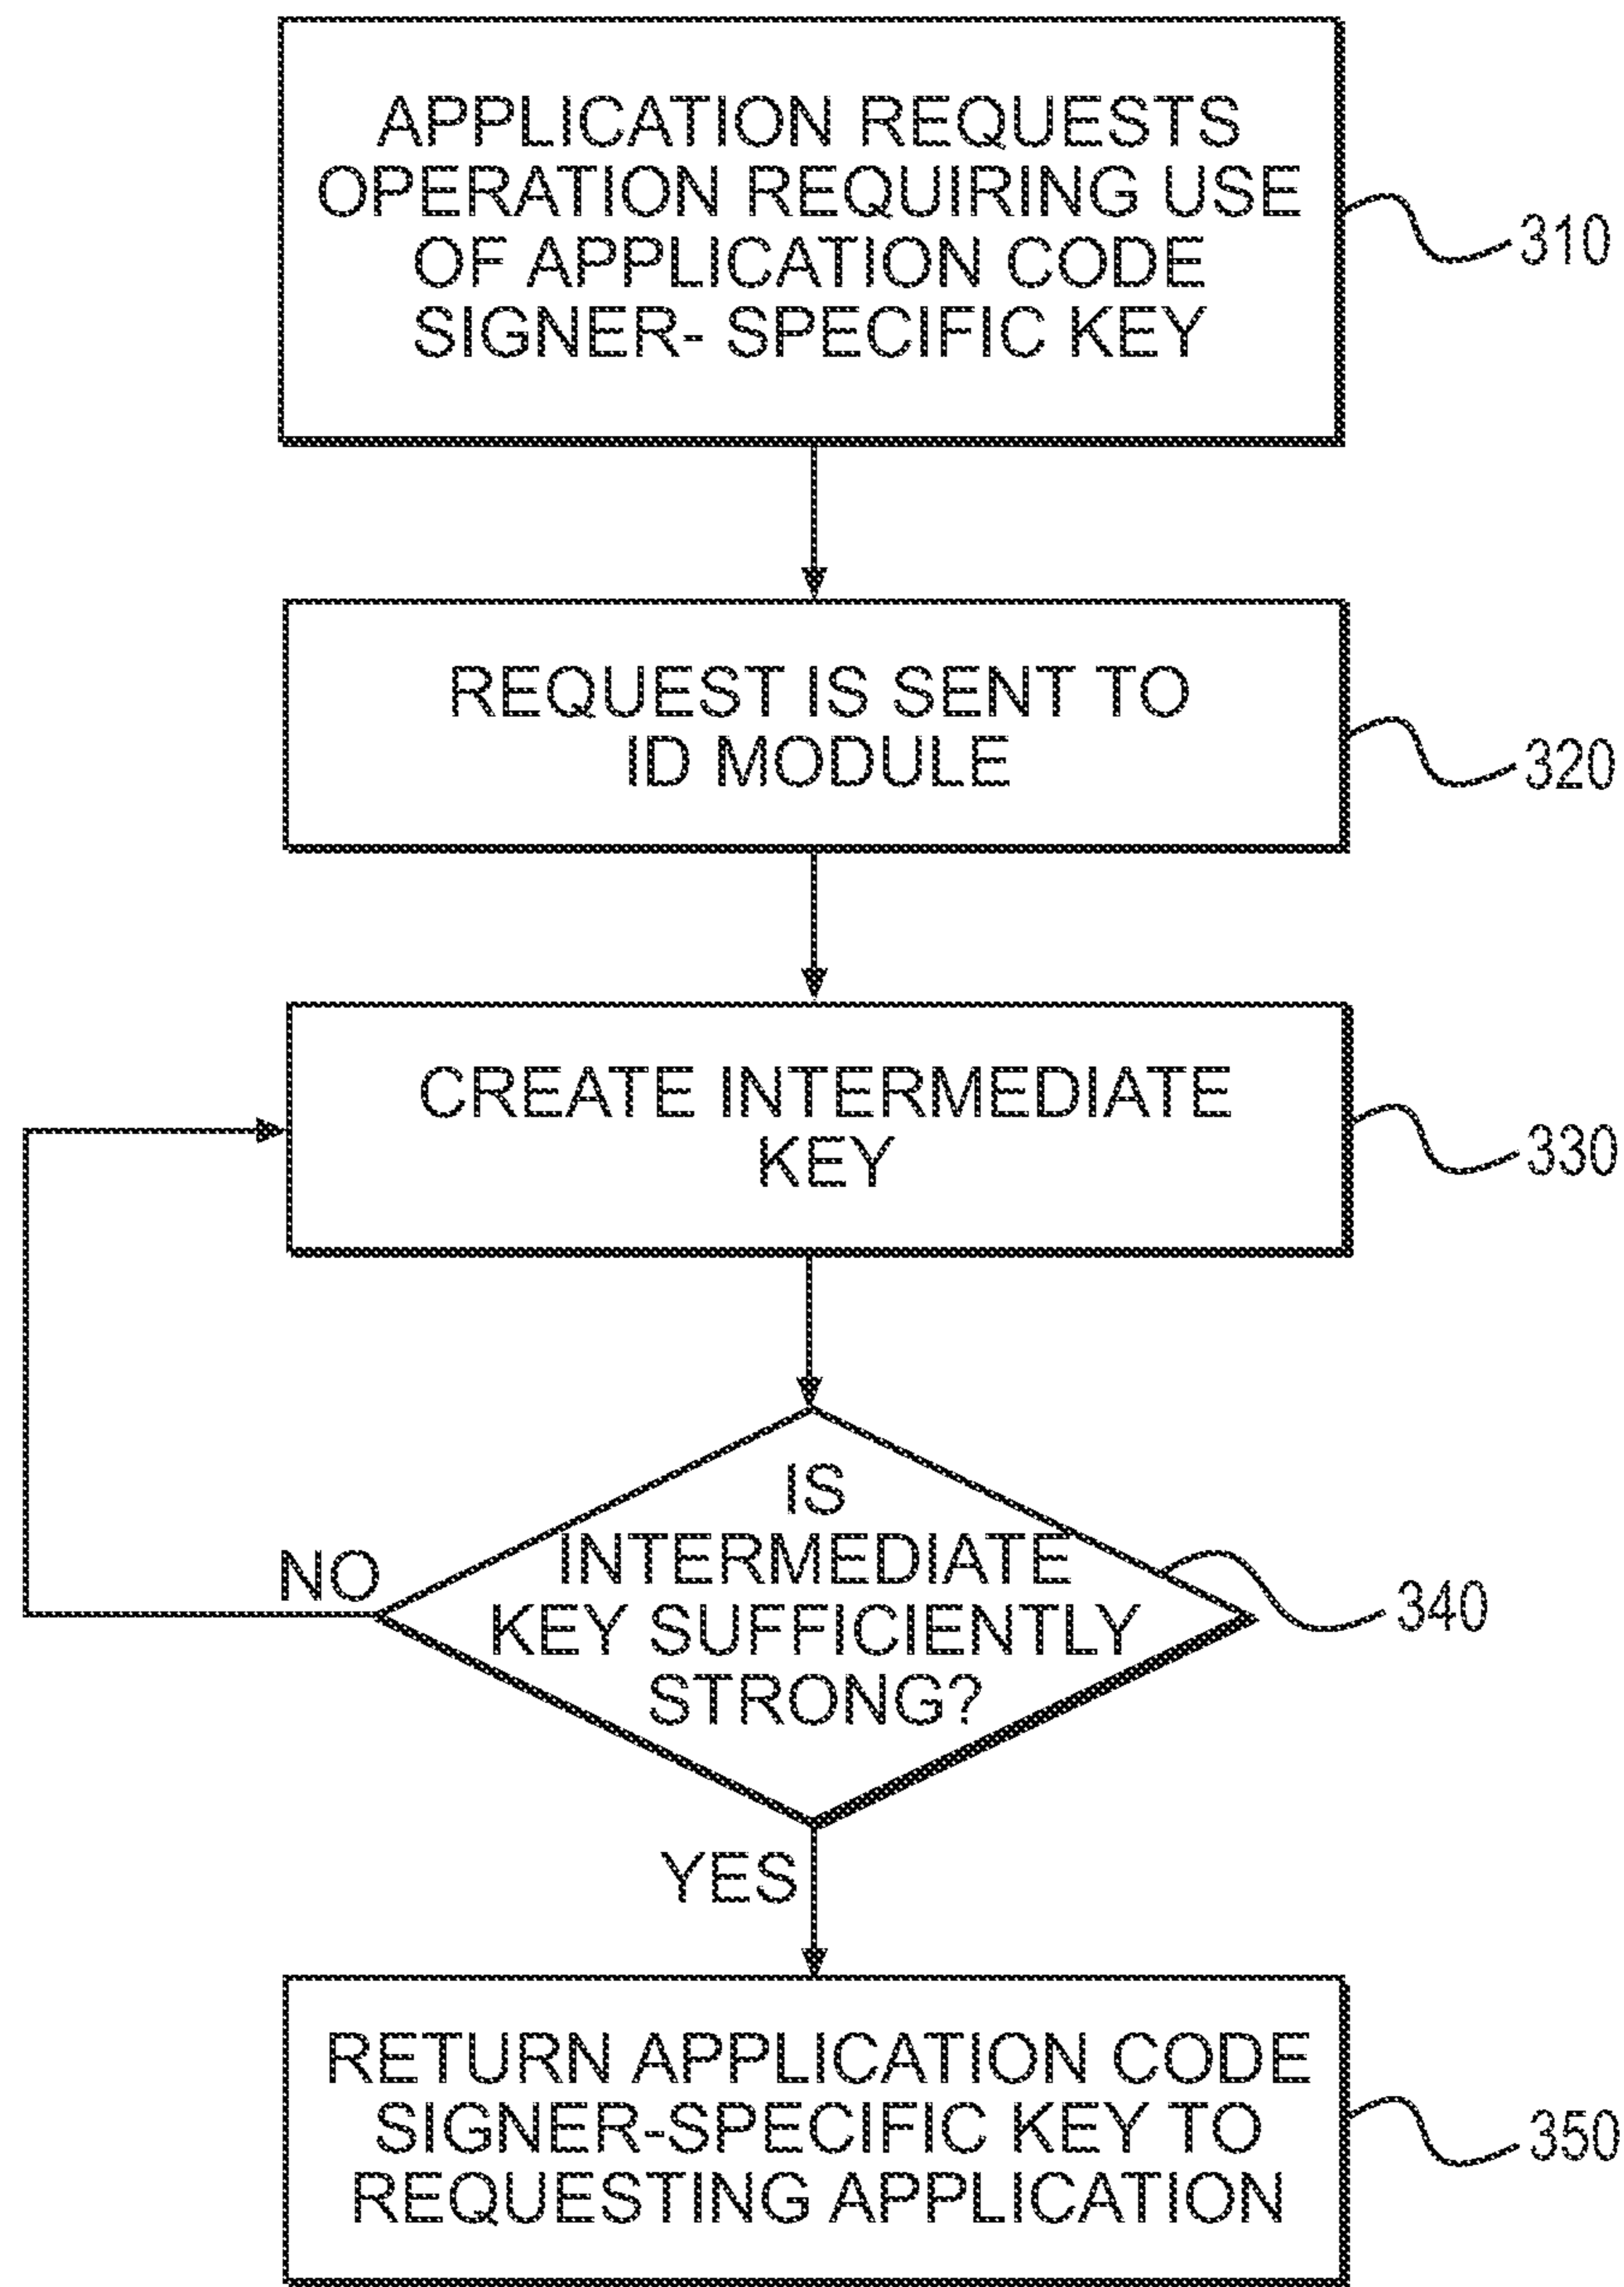 APPLICATION REQUESTS
OPERATION REQUIRING USE
OF APPLICATION CODE
SIGNER- SPECIFIC KEY
310
REQUEST IS SENT TO
ID MODULE
320
CREATE INTERMEDIATE
KEY
330
IS
INTERMEDIATE
KEY SUFFICIENTLY
STRONG?
340
NO
YES
RETURN APPLICATION CODE
SIGNER-SPECIFIC KEY TO
REQUESTING APPLICATION
350